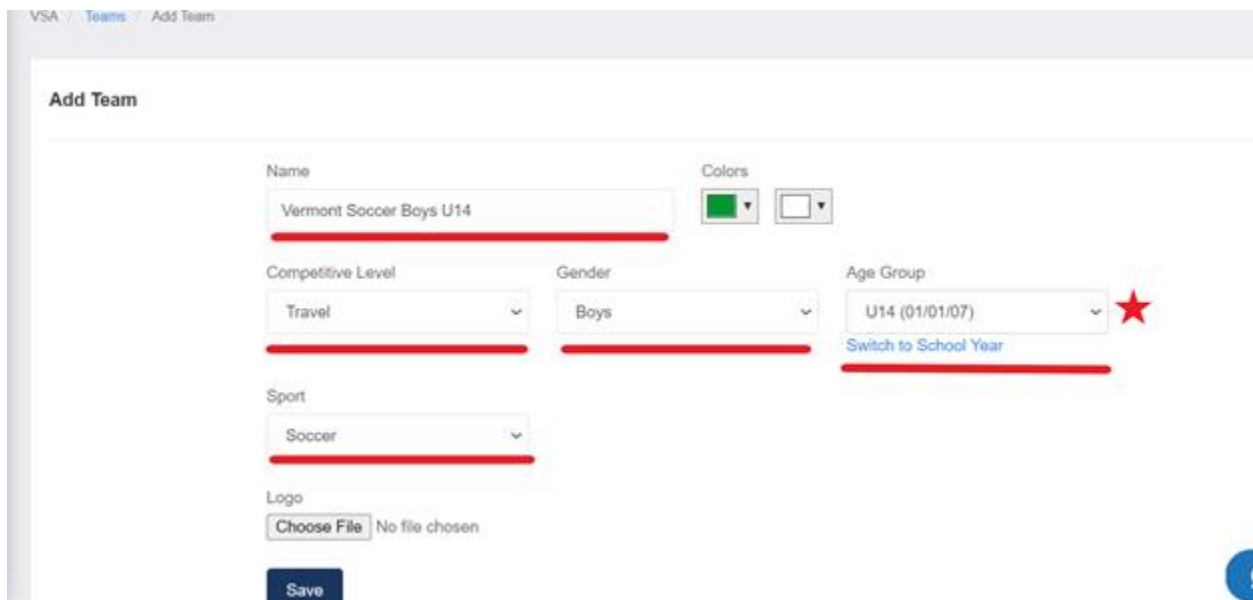 VSA / Teams / Add Team
Add Team
Name
Colors
Vermont Soccer Boys U14
Competitive Level
Gender
Age Group
Travel
Boys
U14 (01/01/07)
Switch to School Year
Sport
Soccer
Logo
Choose File No file chosen
Save